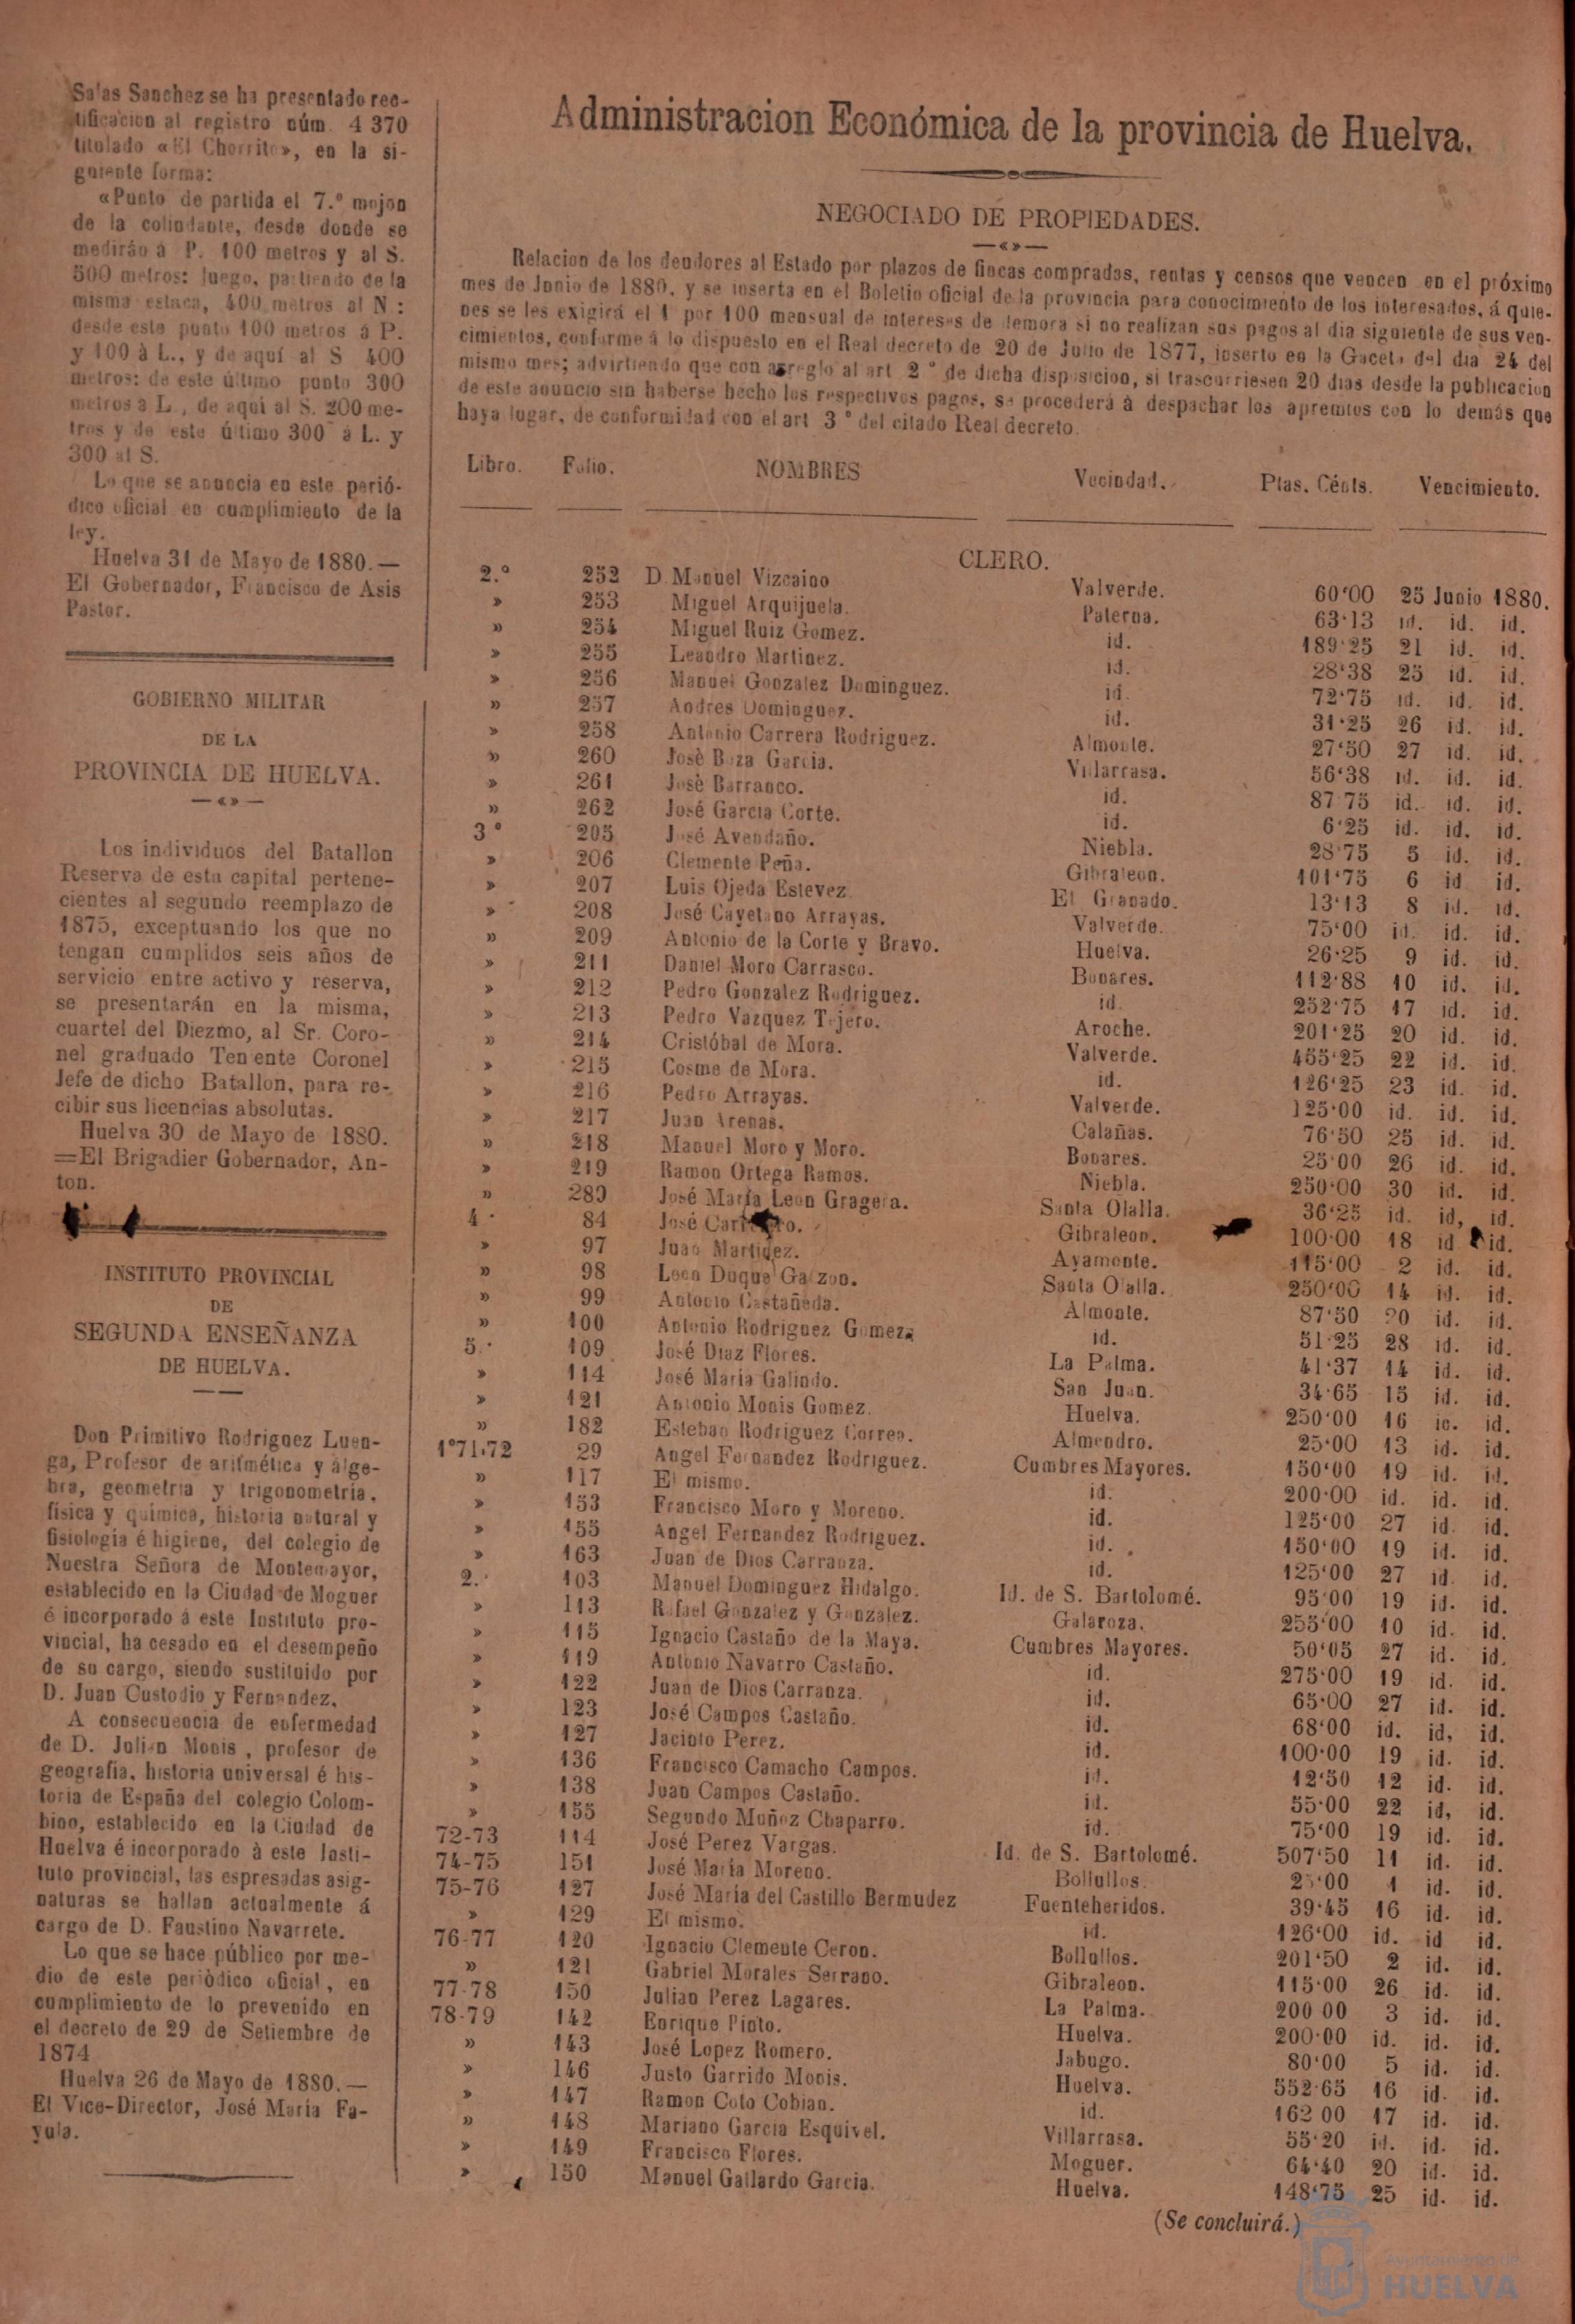 Salas Sanchez se ha presentado rec-
tificacion al registro núm. 4 370
titulado «El Chorrito», en la si-
guiente forma:
«Punto de partida el 7.º mojon
de la colindante, desde donde se
medirán á P. 100 metros y al S.
500 metros: luego, partiendo de la
misma estaca, 400 metros al N.:
desde este punto 100 metros á P.
y 100 à L., y de aquí al S 400
metros: de este último punto 300
metros á L., de aquí al S. 200 me-
tros y de este último 300 á L. y
300 al S.
Lo que se anuncia en este perió-
dico oficial en cumplimiento de la
ley.
Huelva 31 de Mayo de 1880.—
El Gobernador, Francisco de Asis
Pastor.
GOBIERNO MILITAR
DE LA
PROVINCIA DE HUELVA.
—«»—
Los individuos del Batallon
Reserva de esta capital pertene-
cientes al segundo reemplazo de
1875, exceptuando los que no
tengan cumplidos seis años de
servicio entre activo y reserva,
se presentarán en la misma,
cuartel del Diezmo, al Sr. Coro-
nel graduado Teniente Coronel
Jefe de dicho Batallon, para re-
cibir sus licencias absolutas.
Huelva 30 de Mayo de 1880.
=El Brigadier Gobernador, An-
ton.
INSTITUTO PROVINCIAL
DE
SEGUNDA ENSEÑANZA
DE HUELVA.
Don Primitivo Rodriguez Luen-
ga, Profesor de aritmética y álge-
bra, geometría y trigonometría,
física y química, historia natural y
fisiología é higiene, del colegio de
Nuestra Señora de Montemayor,
establecido en la Ciudad de Moguer
é incorporado á este Instituto pro-
vincial, ha cesado en el desempeño
de su cargo, siendo sustituido por
D. Juan Custodio y Fernandez.
A consecuencia de enfermedad
de D. Julian Monis, profesor de
geografía, historia universal é his-
toria de España del colegio Colom-
bino, establecido en la Ciudad de
Huelva é incorporado à este Insti-
tuto provincial, las espresadas asig-
naturas se hallan actualmente á
cargo de D. Faustino Navarrete.
Lo que se hace público por me-
dio de este periòdico oficial, en
cumplimiento de lo prevenido en
el decreto de 29 de Setiembre de
1874
Huelva 26 de Mayo de 1880.—
El Vice-Director, José Maria Fa-
yula.
Administracion Económica de la provincia de Huelva.
NEGOCIADO DE PROPIEDADES.
—«»—
Relacion de los deudores al Estado por plazos de fincas compradas, rentas y censos que vencen en el próximo
mes de Junio de 1880, y se inserta en el Boletin oficial de la provincia para conocimiento de los interesados, á quie-
nes se les exigirá el 1 por 100 mensual de intereses de demora si no realizan sus pagos al dia siguiente de sus ven-
cimientos, conforme á lo dispuesto en el Real decreto de 20 de Julio de 1877, inserto en la Gaceta del dia 24 del
mismo mes; advirtiendo que con asreglo al art 2º de dicha disposicion, si trascurriesen 20 dias desde la publicacion
de este anuncio sin haberse hecho los respectivos pagos, se procederá à despachar los apremios con lo demás que
haya lugar, de conformidad con el art 3º del citado Real decreto.
Libro. Folio. NOMBRES Vecindad. Ptas. Cénts. Vencimiento.
CLERO.
2.º 252 D. Manuel Vizcaino Valverde. 60‘00 25 Junio 1880.
» 253 Miguel Arquijuela. Paterna. 63‘13 id. id. id.
» 254 Miguel Ruiz Gomez. id. 189‘25 21 id. id.
» 255 Leandro Martinez. id. 28‘38 25 id. id.
» 256 Manuel Gonzalez Dominguez. id. 72‘75 id. id. id.
» 257 Andres Dominguez. id. 31‘25 26 id. id.
» 258 Antonio Carrera Rodriguez. Almonte. 27‘50 27 id. id.
» 260 Josè Boza Garcia. Villarrasa. 56‘38 id. id. id.
» 261 Josè Barranco. id. 87‘75 id. id. id.
» 262 José Garcia Corte. id. 6‘25 id. id. id.
3º 205 José Avendaño. Niebla. 28‘75 5 id. id.
» 206 Clemente Peña. Gibraleon. 101‘75 6 id id.
» 207 Luis Ojeda Estevez El Granado. 13‘13 8 id. id.
» 208 José Cayetano Arrayas. Valverde. 75‘00 id. id. id.
» 209 Antonio de la Corte y Bravo. Huelva. 26‘25 9 id. id.
» 211 Daniel Moro Carrasco. Bonares. 112‘88 10 id. id.
» 212 Pedro Gonzalez Rodriguez. id 252‘75 17 id. id.
» 213 Pedro Vazquez Tejero. Aroche. 201‘25 20 id. id.
» 214 Cristóbal de Mora. Valverde. 455‘25 22 id. id.
» 215 Cosme de Mora. id. 126‘25 23 id. id.
» 216 Pedro Arrayas. Valverde. 125‘00 id. id. id.
» 217 Juan Arenas. Calañas. 76‘50 25 id. id.
» 218 Manuel Moro y Moro. Bonares. 25‘00 26 id. id.
» 219 Ramon Ortega Ramos. Niebla. 250‘00 30 id. id.
» 289 José María Leon Gragera. Santa Olalla. 36‘25 id. id, id.
4 84 José Gibraleon. 100‘00 18 id id.
» 97 Juan Martinez. Ayamonte. 115‘00 2 id. id.
» 98 Leon Duque Garzon. Santa Olalla. 250‘00 14 id. id.
» 99 Antonio Castañeda. Almonte. 87‘50 20 id. id.
» 100 Antonio Rodriguez Gomez. id. 51‘25 28 id. id.
5. 109 José Diaz Flores. La Palma. 41‘37 14 id. id.
» 114 José María Galindo. San Juan. 34‘65 15 id. id.
» 121 Antonio Monis Gomez. Huelva. 250‘00 16 id. id.
» 182 Esteban Rodriguez Correa. Almendro. 25‘00 13 id. id.
1º71-72 29 Angel Fernandez Rodriguez. Cumbres Mayores. 150‘00 19 id. id.
» 117 El mismo. id. 200‘00 id. id. id.
» 153 Francisco Moro y Moreno. id. 125‘00 27 id. id.
» 155 Angel Fernandez Rodriguez. id. 150‘00 19 id. id.
» 163 Juan de Dios Carranza. id. 125‘00 27 id. id.
2. 103 Manuel Dominguez Hidalgo. Id. de S. Bartolomé. 95‘00 19 id. id.
» 113 Rafael Gonzalez y Gonzalez. Galaroza. 255‘00 10 id. id.
» 115 Ignacio Castaño de la Maya. Cumbres Mayores. 50‘05 27 id. id.
» 119 Antonio Navarro Castaño. id. 275‘00 19 id. id.
» 122 Juan de Dios Carranza. id. 65‘00 27 id. id.
» 123 José Campos Castaño. id. 68‘00 id. id, id.
» 127 Jacinto Perez. id. 100‘00 19 id. id.
» 136 Francisco Camacho Campos. id. 12‘50 12 id. id.
» 138 Juan Campos Castaño. id. 55‘00 22 id, id.
» 155 Segundo Muñoz Chaparro. id. 75‘00 19 id. id.
72-73 114 José Perez Vargas. Id. de S. Bartolomé. 507‘50 11 id. id.
74-75 151 José Maria Moreno. Bollullos. 25‘00 1 id. id.
75-76 127 José María del Castillo Bermudez Fuenteheridos. 39‘45 16 id. id.
» 129 El mismo. id. 126‘00 id. id id.
76-77 120 Ignacio Clemente Ceron. Bollullos. 201‘50 2 id. id.
» 121 Gabriel Morales Serrano. Gibraleon. 115‘00 26 id. id.
77-78 150 Julian Perez Lagares. La Palma. 200 00 3 id. id.
78-79 142 Enrique Pinto. Huelva. 200‘00 id. id. id.
» 143 José Lopez Romero. Jabugo. 80‘00 5 id. id.
» 146 Justo Garrido Monis. Huelva. 552‘65 16 id. id.
» 147 Ramon Coto Cobian. id. 162 00 17 id. id.
» 148 Mariano Garcia Esquivel. Villarrasa. 55‘20 id. id. id.
» 149 Francisco Flores. Moguer. 64‘40 20 id. id.
» 150 Manuel Gallardo Garcia. Huelva. 148‘75 25 id. id.
(Se concluirá.)
Ayuntamiento de
HUELVA